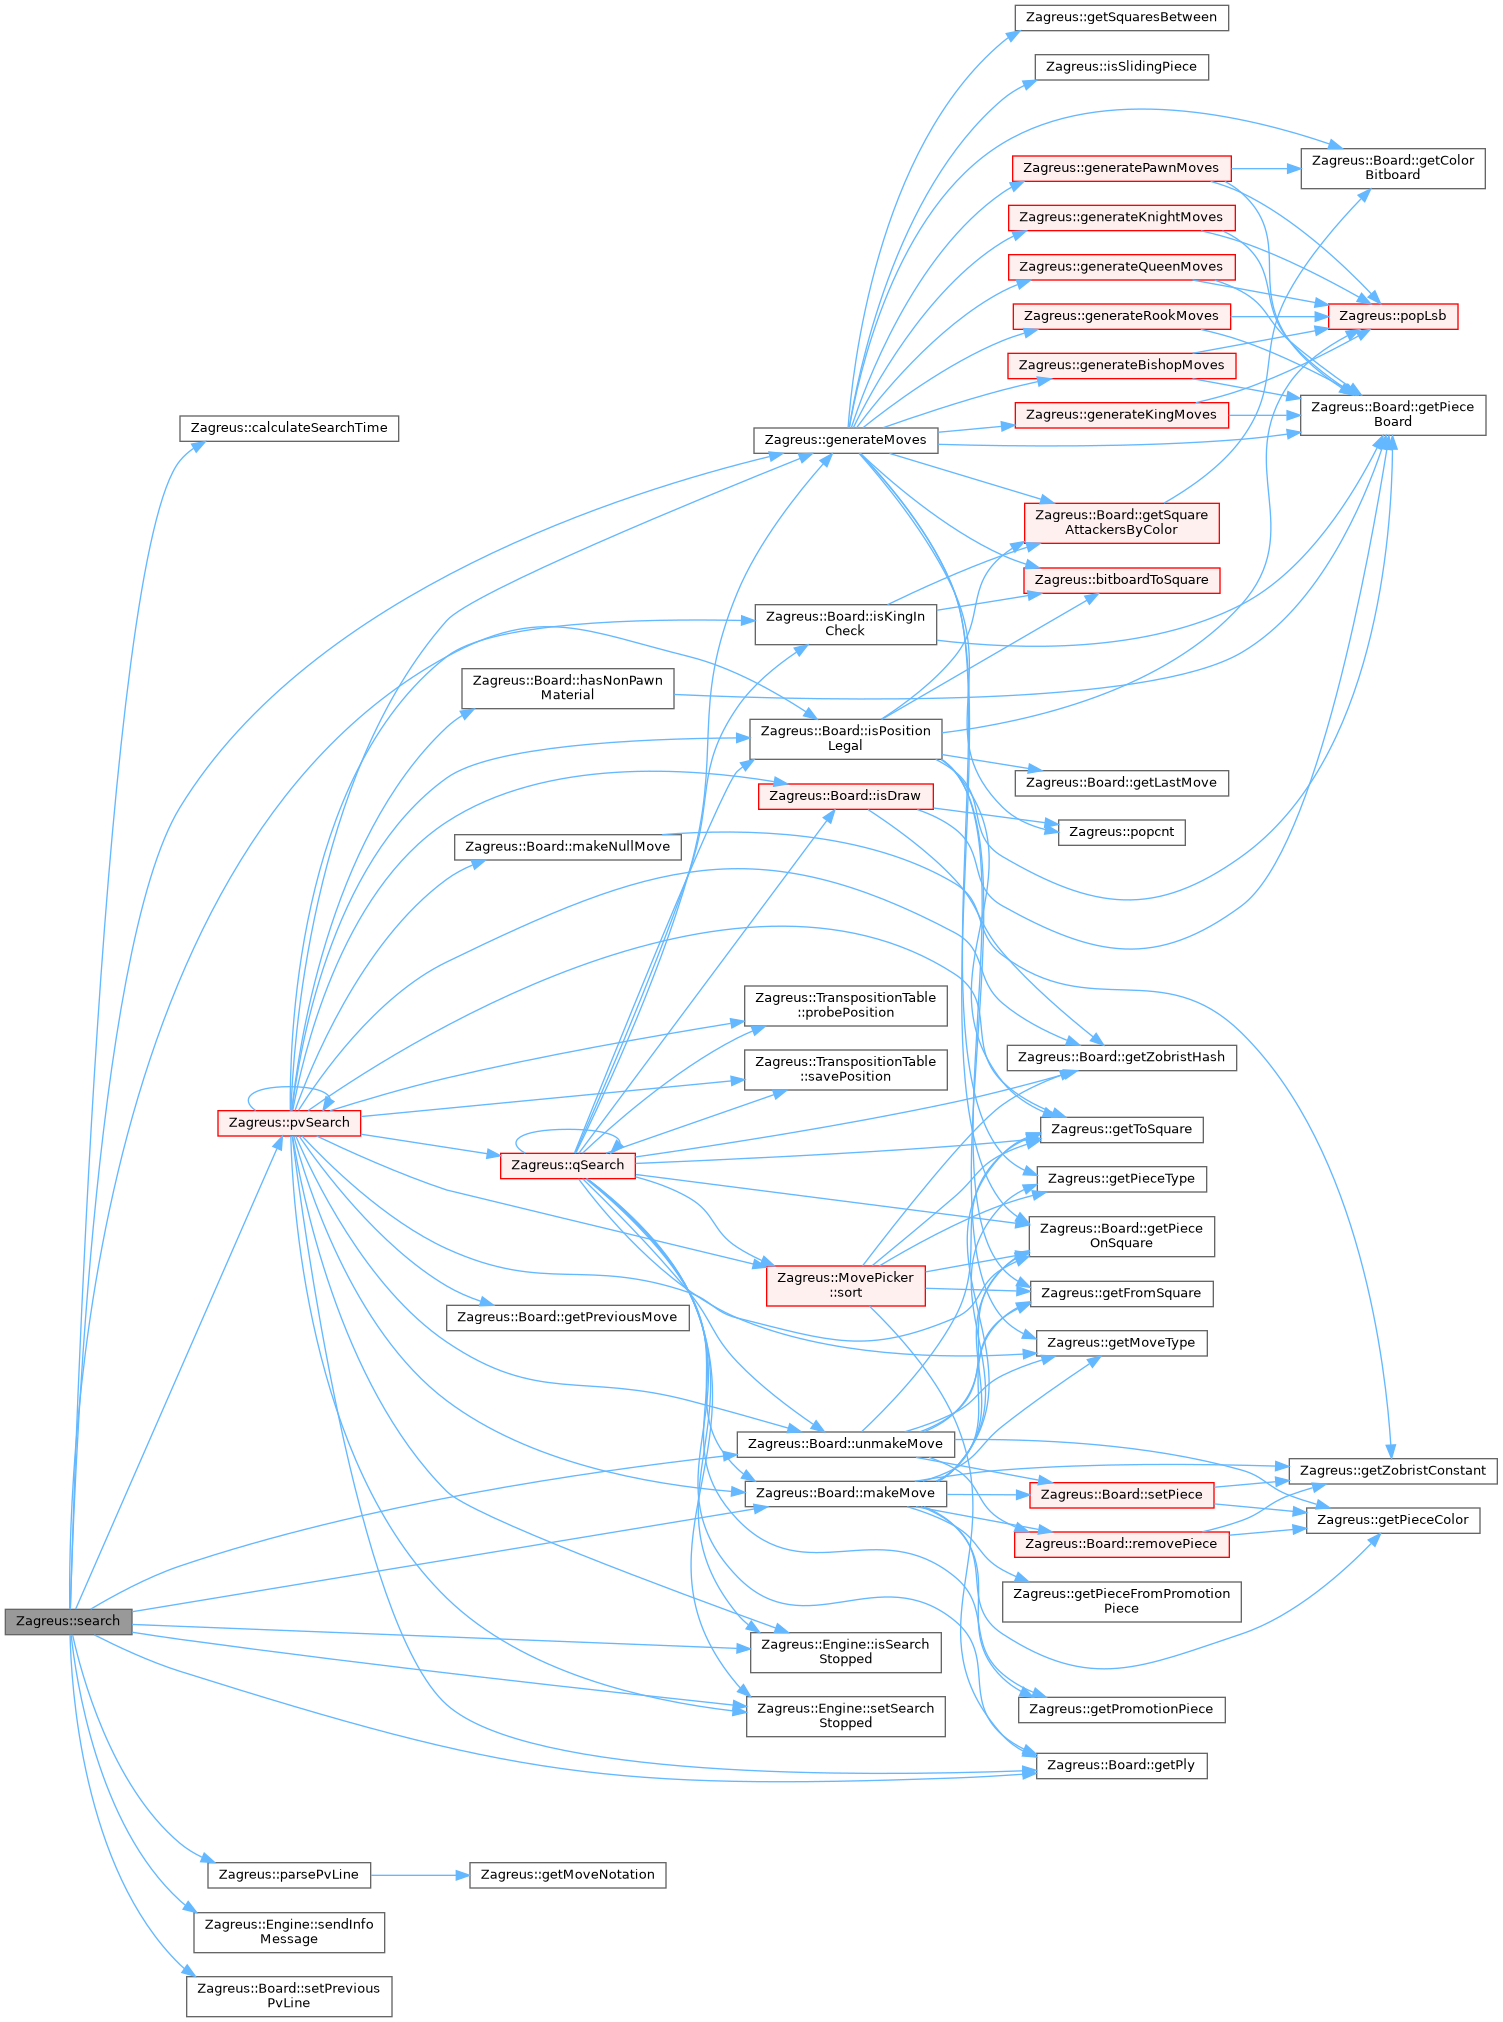 Zagreus::getSquaresBetween
Zagreus::isSlidingPiece
Zagreus::Board::getColor
Bitboard
Zagreus::generatePawnMoves
Zagreus::generateKnightMoves
Zagreus::generateQueenMoves
Zagreus::generateRookMoves
Zagreus::popLsb
Zagreus::generateBishopMoves
Zagreus::generateKingMoves
Zagreus::Board::getPiece
Board
Zagreus::calculateSearchTime
Zagreus::generateMoves
Zagreus::Board::getSquare
AttackersByColor
Zagreus::bitboardToSquare
Zagreus::Board::isKingIn
Check
Zagreus::Board::hasNonPawn
Material
Zagreus::Board::isPosition
Legal
Zagreus::Board::getLastMove
Zagreus::Board::isDraw
Zagreus::popcnt
Zagreus::Board::makeNullMove
Zagreus::TranspositionTable
::probePosition
Zagreus::TranspositionTable
::savePosition
Zagreus::Board::getZobristHash
Zagreus::pvSearch
Zagreus::getToSquare
Zagreus::qSearch
Zagreus::getPieceType
Zagreus::Board::getPiece
OnSquare
Zagreus::MovePicker
::sort
Zagreus::getFromSquare
Zagreus::Board::getPreviousMove
Zagreus::getMoveType
Zagreus::Board::unmakeMove
Zagreus::getZobristConstant
Zagreus::Board::makeMove
Zagreus::Board::setPiece
Zagreus::getPieceColor
Zagreus::Board::removePiece
Zagreus::getPieceFromPromotion
Piece
Zagreus::search
Zagreus::Engine::isSearch
Stopped
Zagreus::Engine::setSearch
Stopped
Zagreus::getPromotionPiece
Zagreus::Board::getPly
Zagreus::parsePvLine
Zagreus::getMoveNotation
Zagreus::Engine::sendInfo
Message
Zagreus::Board::setPrevious
PvLine